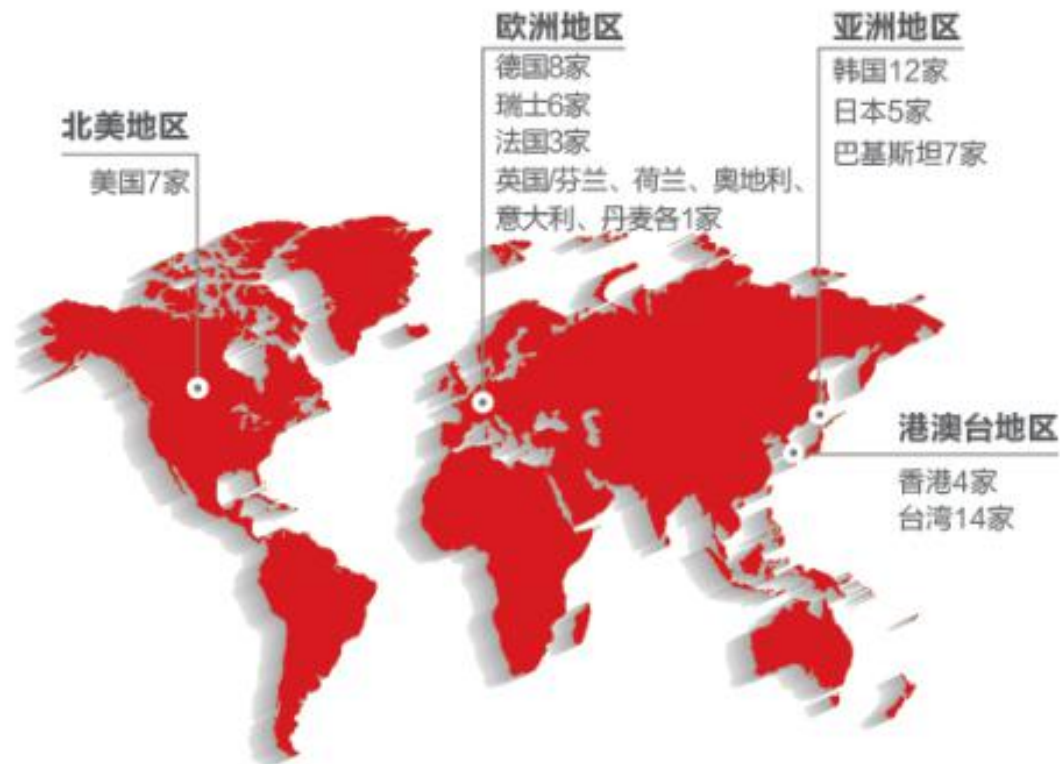 欧洲地区
德国8家
瑞士6家
法国3家
英国/芬兰、荷兰、奥地利、
意大利、丹麦各1家
亚洲地区
韩国12家
日本5家
巴基斯坦7家
北美地区
美国7家
港澳台地区
香港4家
台湾14家